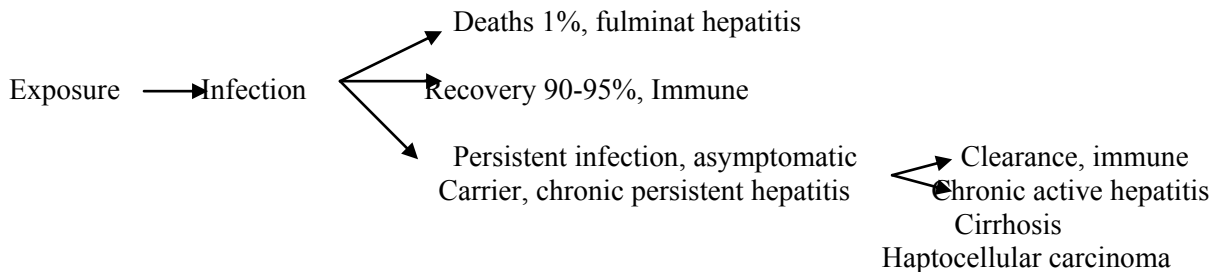 Deaths 1%, fulminat hepatitis
Exposure Infection
Recovery 90-95%, Immune
Persistent infection, asymptomatic
Carrier, chronic persistent hepatitis
Clearance, immune
Chronic active hepatitis
Cirrhosis
Haptocellular carcinoma